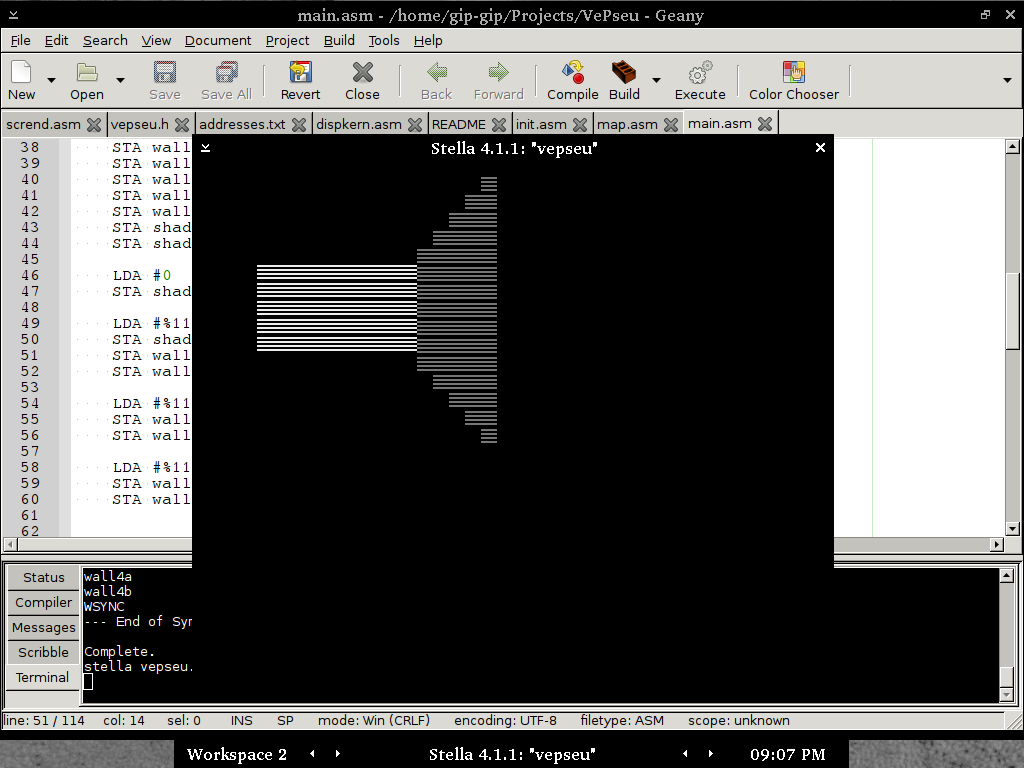 main.asm - /home/gip-gip/Projects/VePseu - Geany
File Edit Search View Document Project Build Tools Help
New Open Save Save All Revert Close Back Forward Compile Build Execute Color Chooser
scrend.asm vepseu.h addresses.txt dispkern.asm README init.asm map.asm main.asm
Stella 4.1.1: "vepseu"
38 STA wall
39 STA wall
40 STA wall
41 STA wall
42 STA wall
43 STA shad
44 STA shad
45
46 LDA #0
47 STA shad
48
49 LDA #%11
50 STA shad
51 STA wall
52 STA wall
53
54 LDA #%11
55 STA wall
56 STA wall
57
58 LDA #%11
59 STA wall
60 STA wall
61
62
Status
Compiler
Messages
Scribble
Terminal
wall4a
wall4b
WSYNC
--- End of Syn
Complete.
stella vepseu.
line: 51 / 114 col: 14 sel: 0 INS SP mode: Win (CRLF) encoding: UTF-8 filetype: ASM scope: unknown
Workspace 2 Stella 4.1.1: "vepseu" 09:07 PM